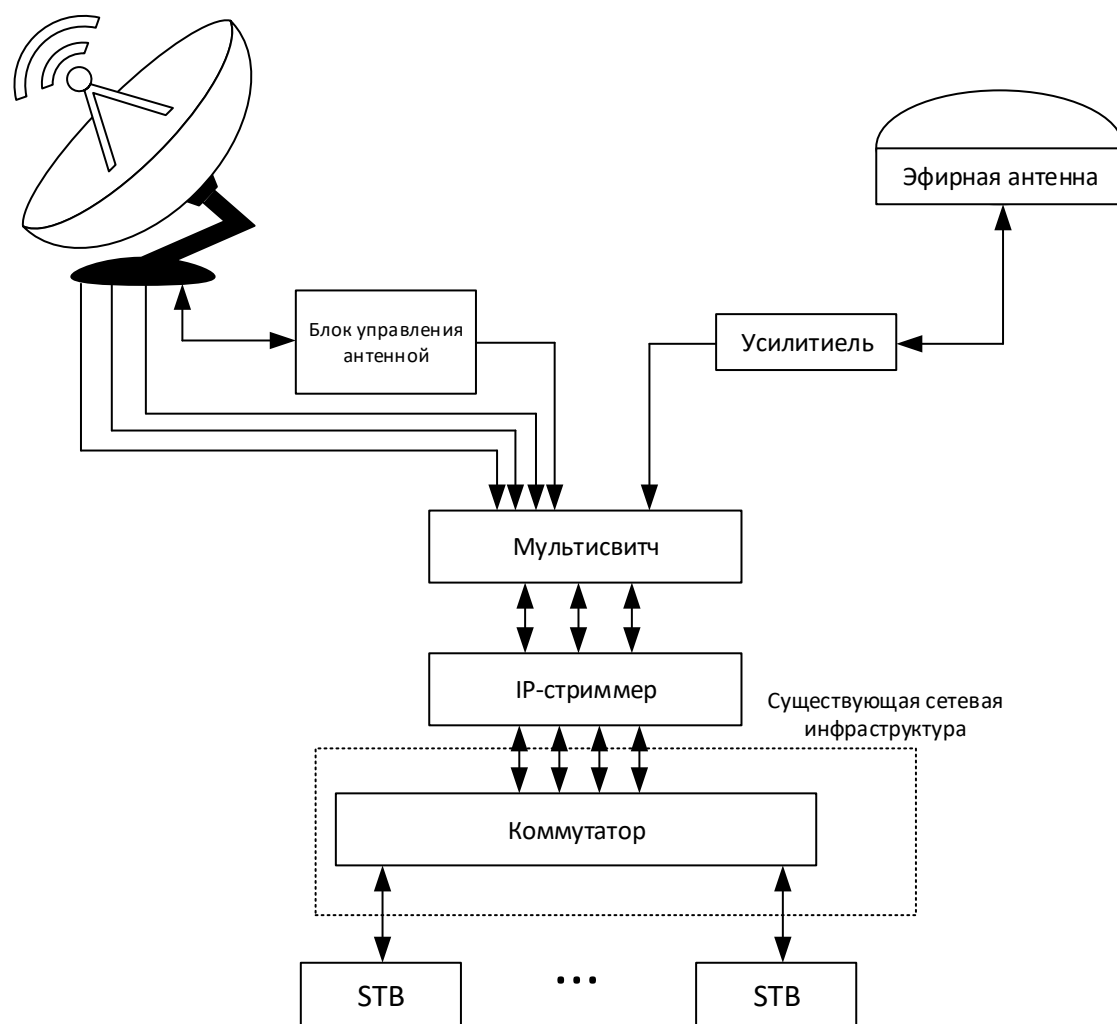 Эфирная антенна
Блок управления
антенной
Усилитиель
Мультисвитч
IP-стриммер
Существующая сетевая
инфраструктура
Коммутатор
STB
...
STB